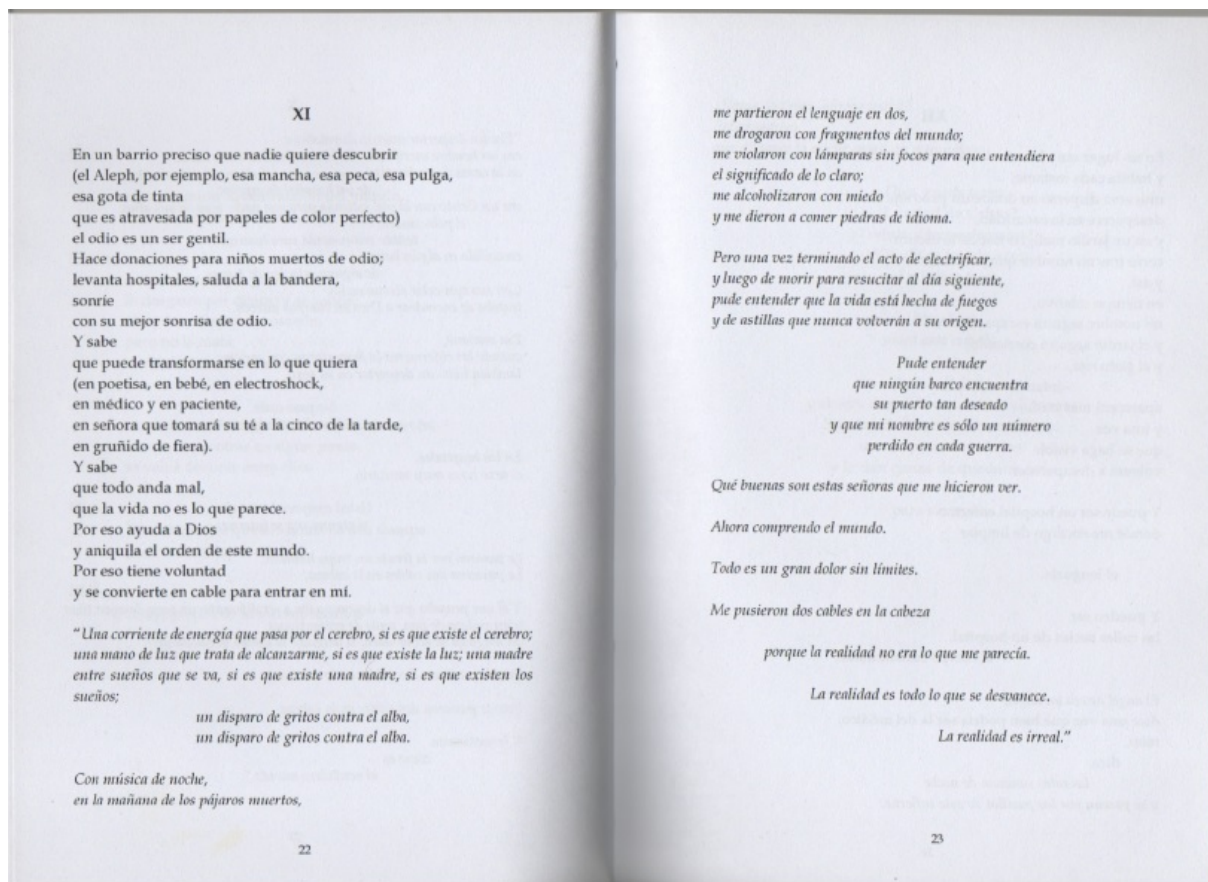 XI
En un barrio preciso que nadie quiere descubrir
(el Aleph, por ejemplo, esa mancha, esa peca, esa pulga,
esa gota de tinta
que es atravesada por papeles de color perfecto)
el odio es un ser gentil.
Hace donaciones para niños muertos de odio;
levanta hospitales, saluda a la bandera,
sonríe
con su mejor sonrisa de odio.
Y sabe
que puede transformarse en lo que quiera
(en poetisa, en bebé, en electroshock,
en médico y en paciente,
en señora que tomará su té a la cinco de la tarde,
en gruñido de fiera).
Y sabe
que todo anda mal,
que la vida no es lo que parece.
Por eso ayuda a Dios
y aniquila el orden de este mundo.
Por eso tiene voluntad
y se convierte en cable para entrar en mí.
“Una corriente de energía que pasa por el cerebro, si es que existe el cerebro;
una mano de luz que trata de alcanzarme, si es que existe la luz; una madre
entre sueños que se va, si es que existe una madre, si es que existen los
sueños;
un disparo de gritos contra el alba,
un disparo de gritos contra el alba.
Con música de noche,
en la mañana de los pájaros muertos,
22
me partieron el lenguaje en dos,
me drogaron con fragmentos del mundo;
me violaron con lámparas sin focos para que entendiera
el significado de lo claro;
me alcoholizaron con miedo
y me dieron a comer piedras de idioma.
Pero una vez terminado el acto de electrificar,
y luego de morir para resucitar al día siguiente,
pude entender que la vida está hecha de fuegos
y de astillas que nunca volverán a su origen.
Pude entender
que ningún barco encuentra
su puerto tan deseado
y que mi nombre es sólo un número
perdido en cada guerra.
Qué buenas son estas señoras que me hicieron ver.
Ahora comprendo el mundo.
Todo es un gran dolor sin límites.
Me pusieron dos cables en la cabeza
porque la realidad no era lo que me parecía.
La realidad es todo lo que se desvanece.
La realidad es irreal.”
23